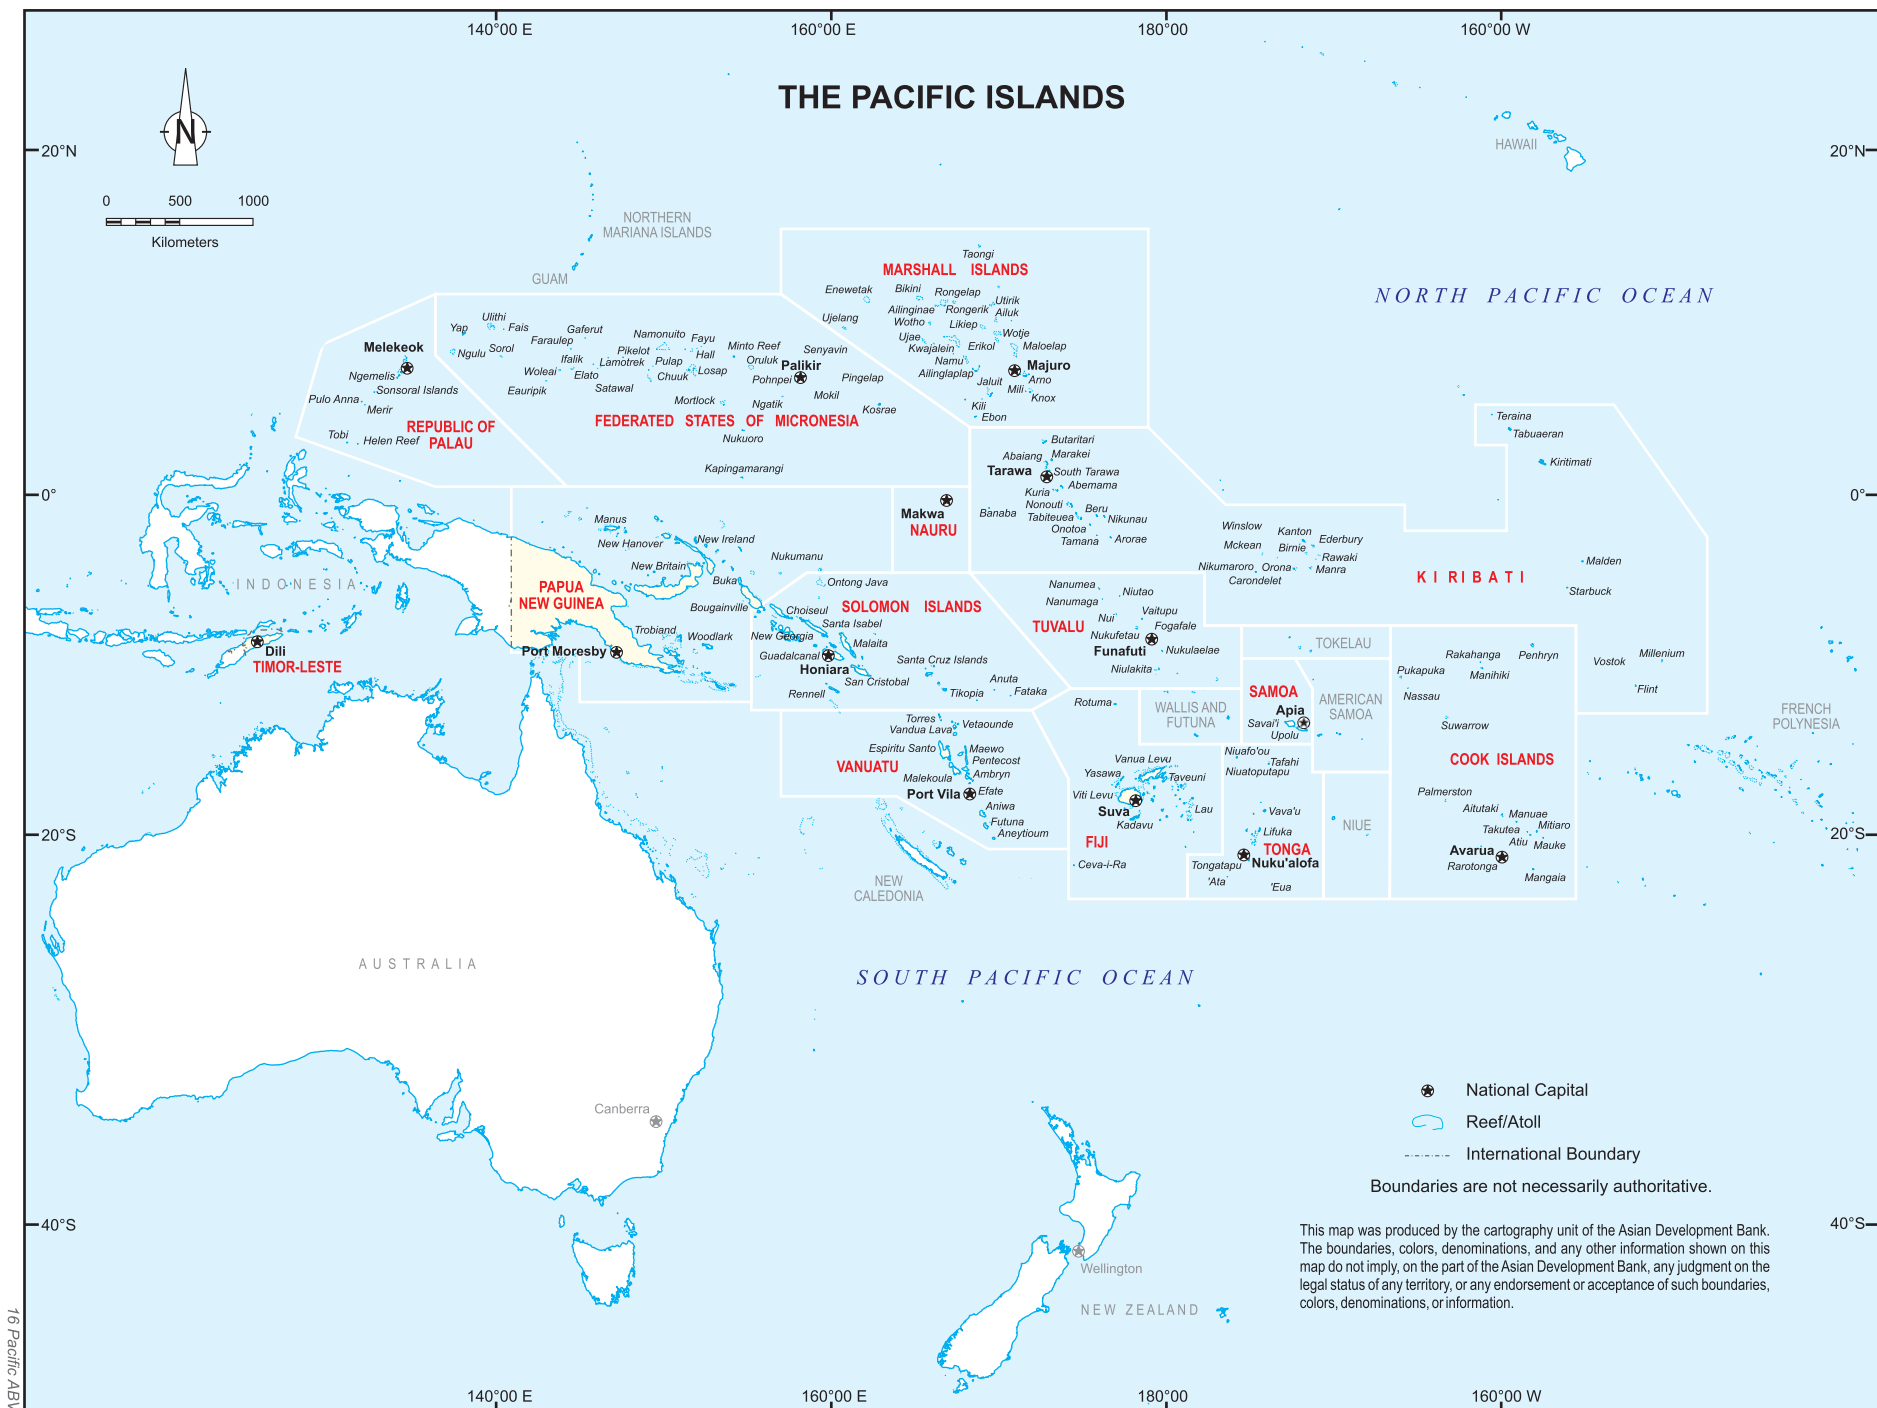 140°00 E
160°00 E
180°00
160°00 W
THE PACIFIC ISLANDS
N
20°N
20°N
HAWAII
0 500 1000
Kilometers
NORTHERN
MARIANA ISLANDS
GUAM
NORTH PACIFIC OCEAN
Taongi
MARSHALL ISLANDS
Enewetak
Bikini
Rongelap
Utirik
Ailinginae
Rongerik
Ailuk
Ujelang
Wotho
Likiep
Wotje
Ujae
Kwajalein
Erikol
Maloelap
Namu
Majuro
Ailinglaplap
Jaluit
Arno
Mili
Knox
Kili
Ebon
Melekeok
Ngemelis
Sonsoral Islands
Pulo Anna
Merir
REPUBLIC OF
PALAU
Tobi
Helen Reef
Yap
Ulithi
Fais
Gaferut
Faraulep
Namonuito
Fayu
Minto Reef
Senyavin
Ngulu
Sorol
Pikelot
Hall
Ifalik
Lamotrek
Pulap
Oruluk
Palikir
Woleai
Elato
Chuuk
Losap
Pohnpei
Pingelap
Eauripik
Satawal
Mokil
Mortlock
Ngatik
Kosrae
FEDERATED STATES OF MICRONESIA
Nukuoro
Kapingamarangi
Butaritari
Abaiang
Marakei
Tarawa
South Tarawa
Abemama
Kuria
Nonouti
Beru
Banaba
Tabiteuea
Nikunau
Onotoa
Tamana
Arorae
Teraina
Tabuaeran
Kiritimati
0°
0°
Makwa
NAURU
Winslow
Kanton
Ederbury
Mckean
Birnie
Rawaki
Nikumaroro
Orona
Manra
Carondelet
KIRIBATI
Malden
Starbuck
Manus
New Hanover
New Ireland
Nukumanu
New Britain
Buka
Ontong Java
INDONESIA
PAPUA
NEW GUINEA
Bougainville
Choiseul
SOLOMON ISLANDS
Santa Isabel
Trobiand
Woodlark
New Georgia
Malaita
Port Moresby
Guadalcanal
Honiara
Santa Cruz Islands
San Cristobal
Anuta
Rennell
Tikopia
Fataka
Dili
TIMOR-LESTE
Nanumea
Niutao
Nanumaga
Vaitupu
Nui
Fogafale
TUVALU
Nukufetau
Funafuti
Nukulaelae
Niulakita
TOKELAU
Rakahanga
Penhryn
Pukapuka
Manihiki
Nassau
Suwarrow
Vostok
Millenium
Flint
Rotuma
WALLIS AND
FUTUNA
SAMOA
Apia
Savai'i
Upolu
AMERICAN
SAMOA
FRENCH
POLYNESIA
Torres
Vetaounde
Vandua Lava
Espiritu Santo
Maewo
Pentecost
VANUATU
Ambryn
Malekoula
Port Vila
Efate
Aniwa
Futuna
Aneytioum
Vanua Levu
Yasawa
Taveuni
Viti Levu
Suva
Lau
Kadavu
FIJI
Ceva-i-Ra
Niuafo'ou
Tafahi
Niuatoputapu
Vava'u
Lifuka
TONGA
Nuku'alofa
Tongatapu
'Ata
'Eua
NIUE
COOK ISLANDS
Palmerston
Aitutaki
Manuae
Takutea
Mitiaro
Atiu
Mauke
Avarua
Rarotonga
Mangaia
20°S
20°S
NEW
CALEDONIA
AUSTRALIA
SOUTH PACIFIC OCEAN
Canberra
National Capital
Reef/Atoll
International Boundary
Boundaries are not necessarily authoritative.
40°S
40°S
This map was produced by the cartography unit of the Asian Development Bank.
The boundaries, colors, denominations, and any other information shown on this
map do not imply, on the part of the Asian Development Bank, any judgment on the
legal status of any territory, or any endorsement or acceptance of such boundaries,
colors, denominations, or information.
Wellington
NEW ZEALAND
16 Pacific ABV
140°00 E
160°00 E
180°00
160°00 W